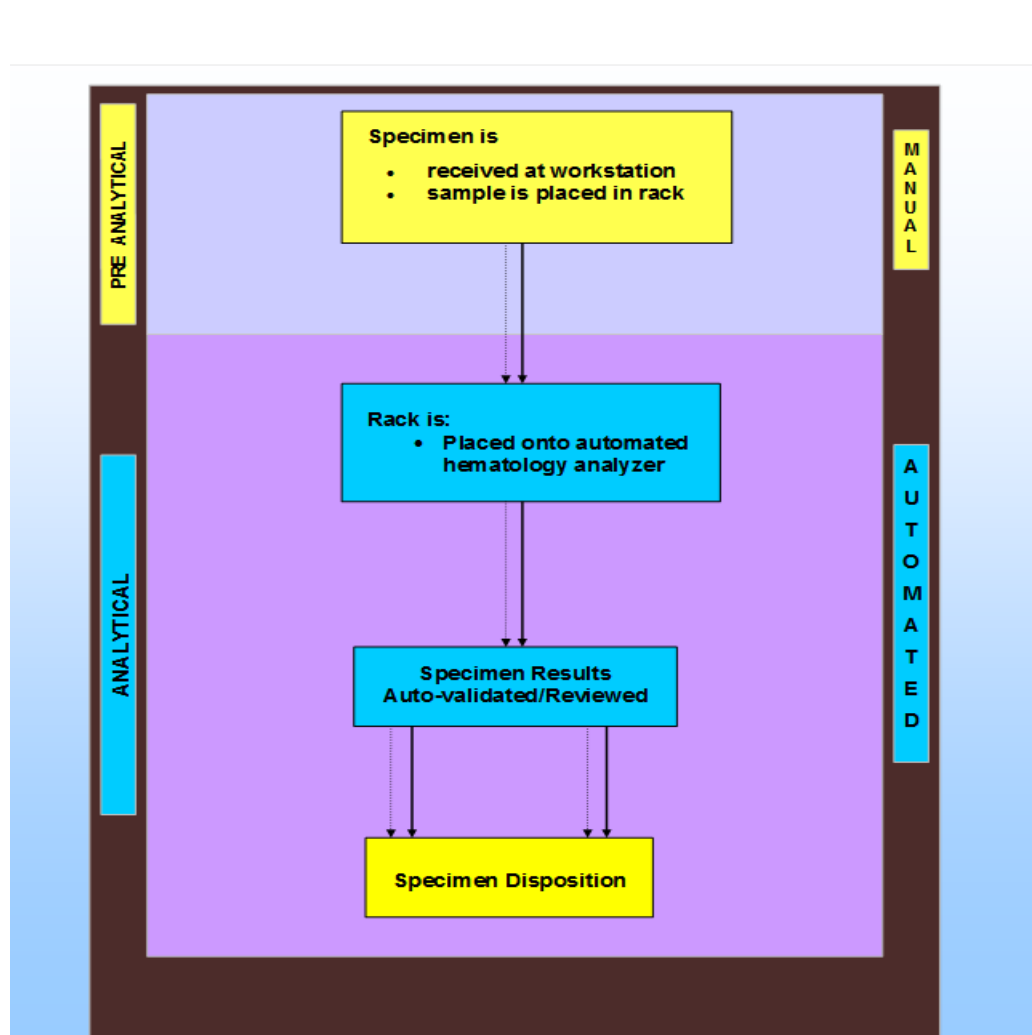 PRE ANALYTICAL
MANUAL
Specimen is
• received at workstation
• sample is placed in rack
Rack is:
• Placed onto automated
hematology analyzer
ANALYTICAL
AUTOMATED
Specimen Results
Auto-validated/Reviewed
Specimen Disposition